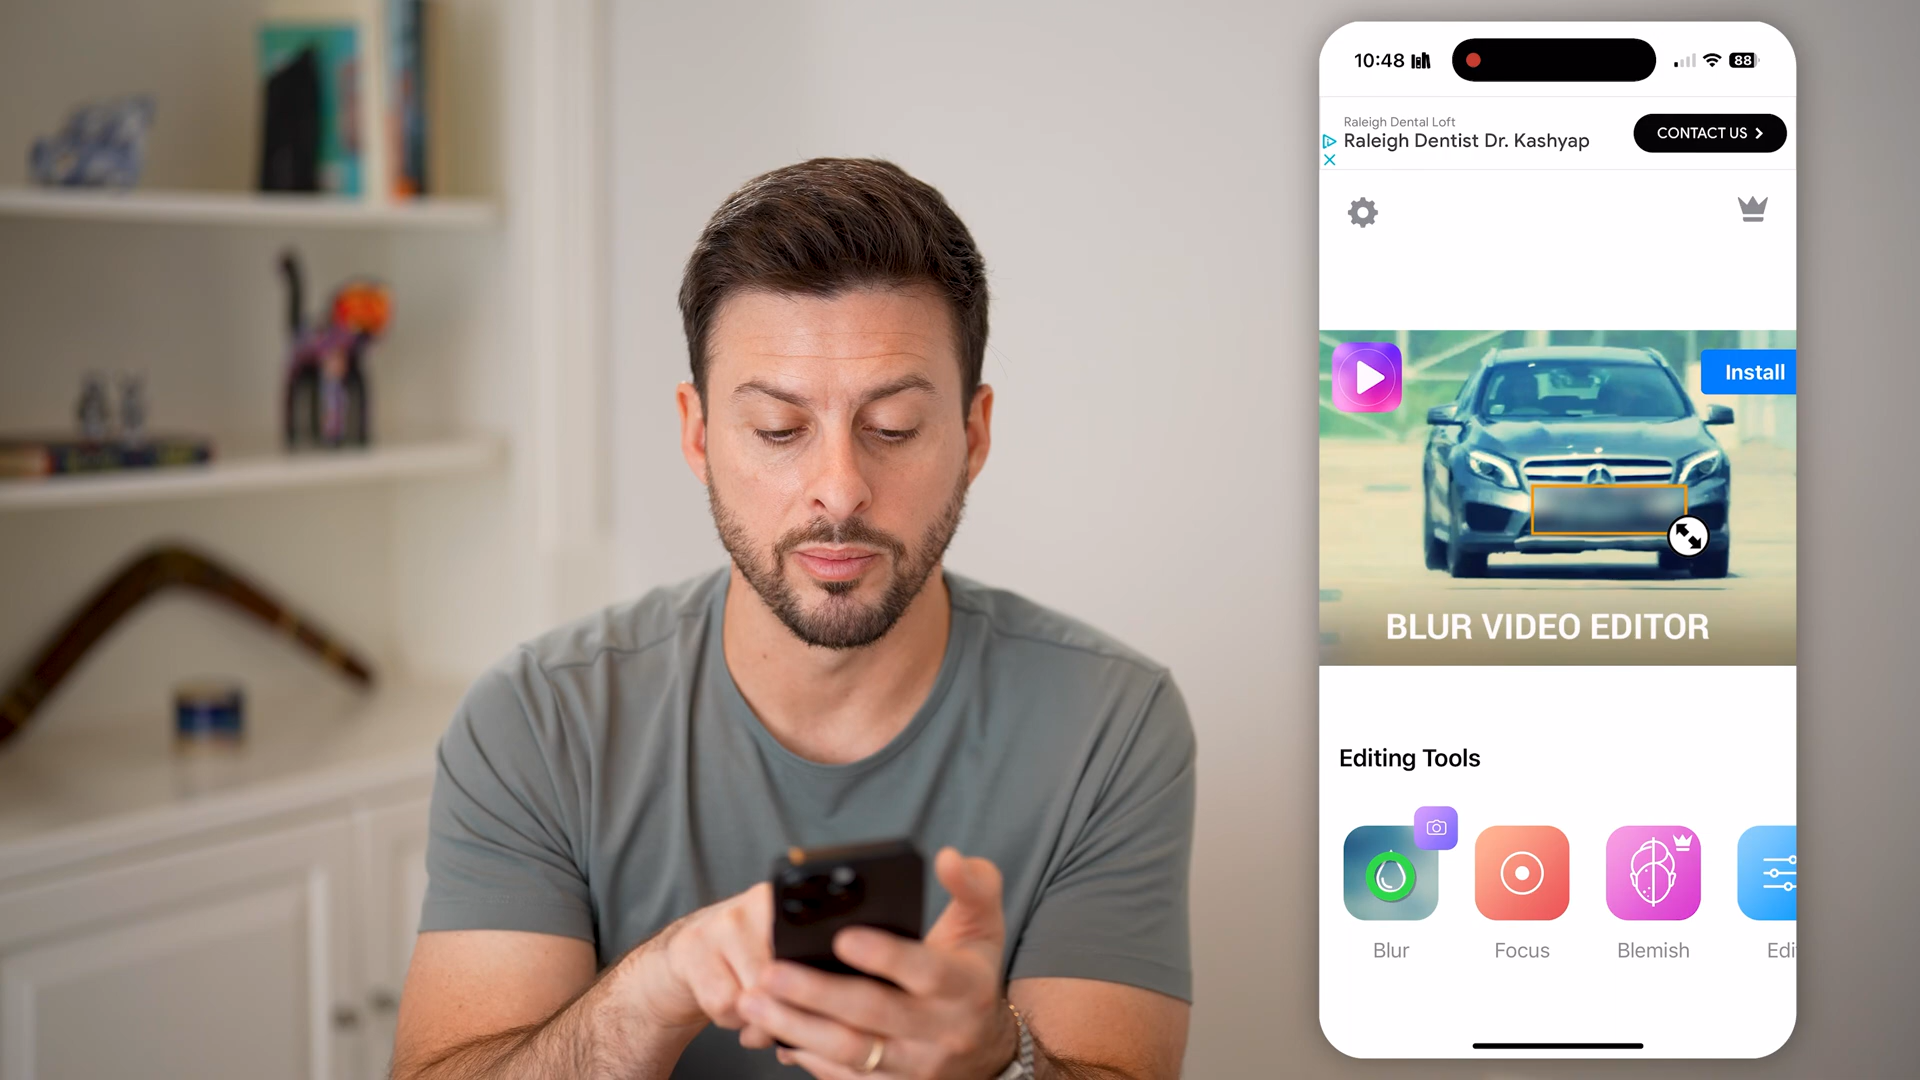 10:48
88
Raleigh Dental Loft
Raleigh Dentist Dr. Kashyap
CONTACT US
Install
BLUR VIDEO EDITOR
Editing Tools
Blur
Focus
Blemish
Edi